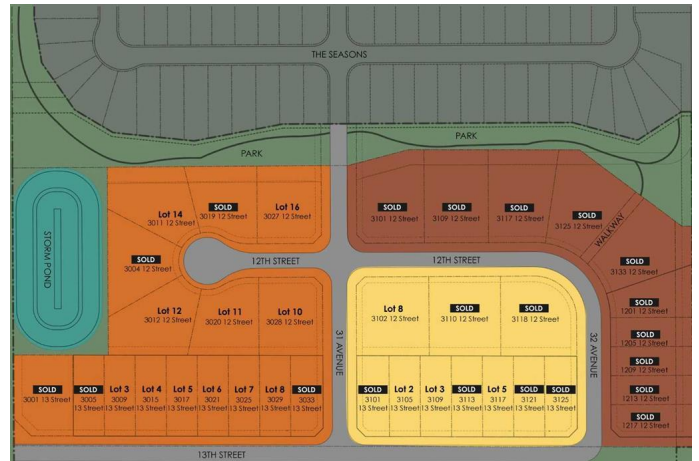 THE SEASONS
PARK
PARK
STORM POND
Lot 14
3011 12 Street
SOLD
3019 12 Street
Lot 16
3027 12 Street
SOLD
3004 12 Street
12TH STREET
Lot 12
3012 12 Street
Lot 11
3020 12 Street
Lot 10
3028 12 Street
SOLD
3001 13 Street
SOLD
3005
13 Street
Lot 3
3009
13 Street
Lot 4
3015
13 Street
Lot 5
3017
13 Street
Lot 6
3021
13 Street
Lot 7
3025
13 Street
Lot 8
3029
13 Street
SOLD
3033
13 Street
31 AVENUE
SOLD
3101 12 Street
SOLD
3109 12 Street
SOLD
3117 12 Street
SOLD
3125 12 Street
WALKWAY
SOLD
3133 12 Street
12TH STREET
Lot 8
3102 12 Street
SOLD
3110 12 Street
SOLD
3118 12 Street
SOLD
3101
13 Street
Lot 2
3105
13 Street
Lot 3
3109
13 Street
SOLD
3113
13 Street
Lot 5
3117
13 Street
SOLD
3121
13 Street
SOLD
3125
13 Street
32 AVENUE
SOLD
1201 12 Street
SOLD
1205 12 Street
SOLD
1209 12 Street
SOLD
1213 12 Street
SOLD
1217 12 Street
13TH STREET